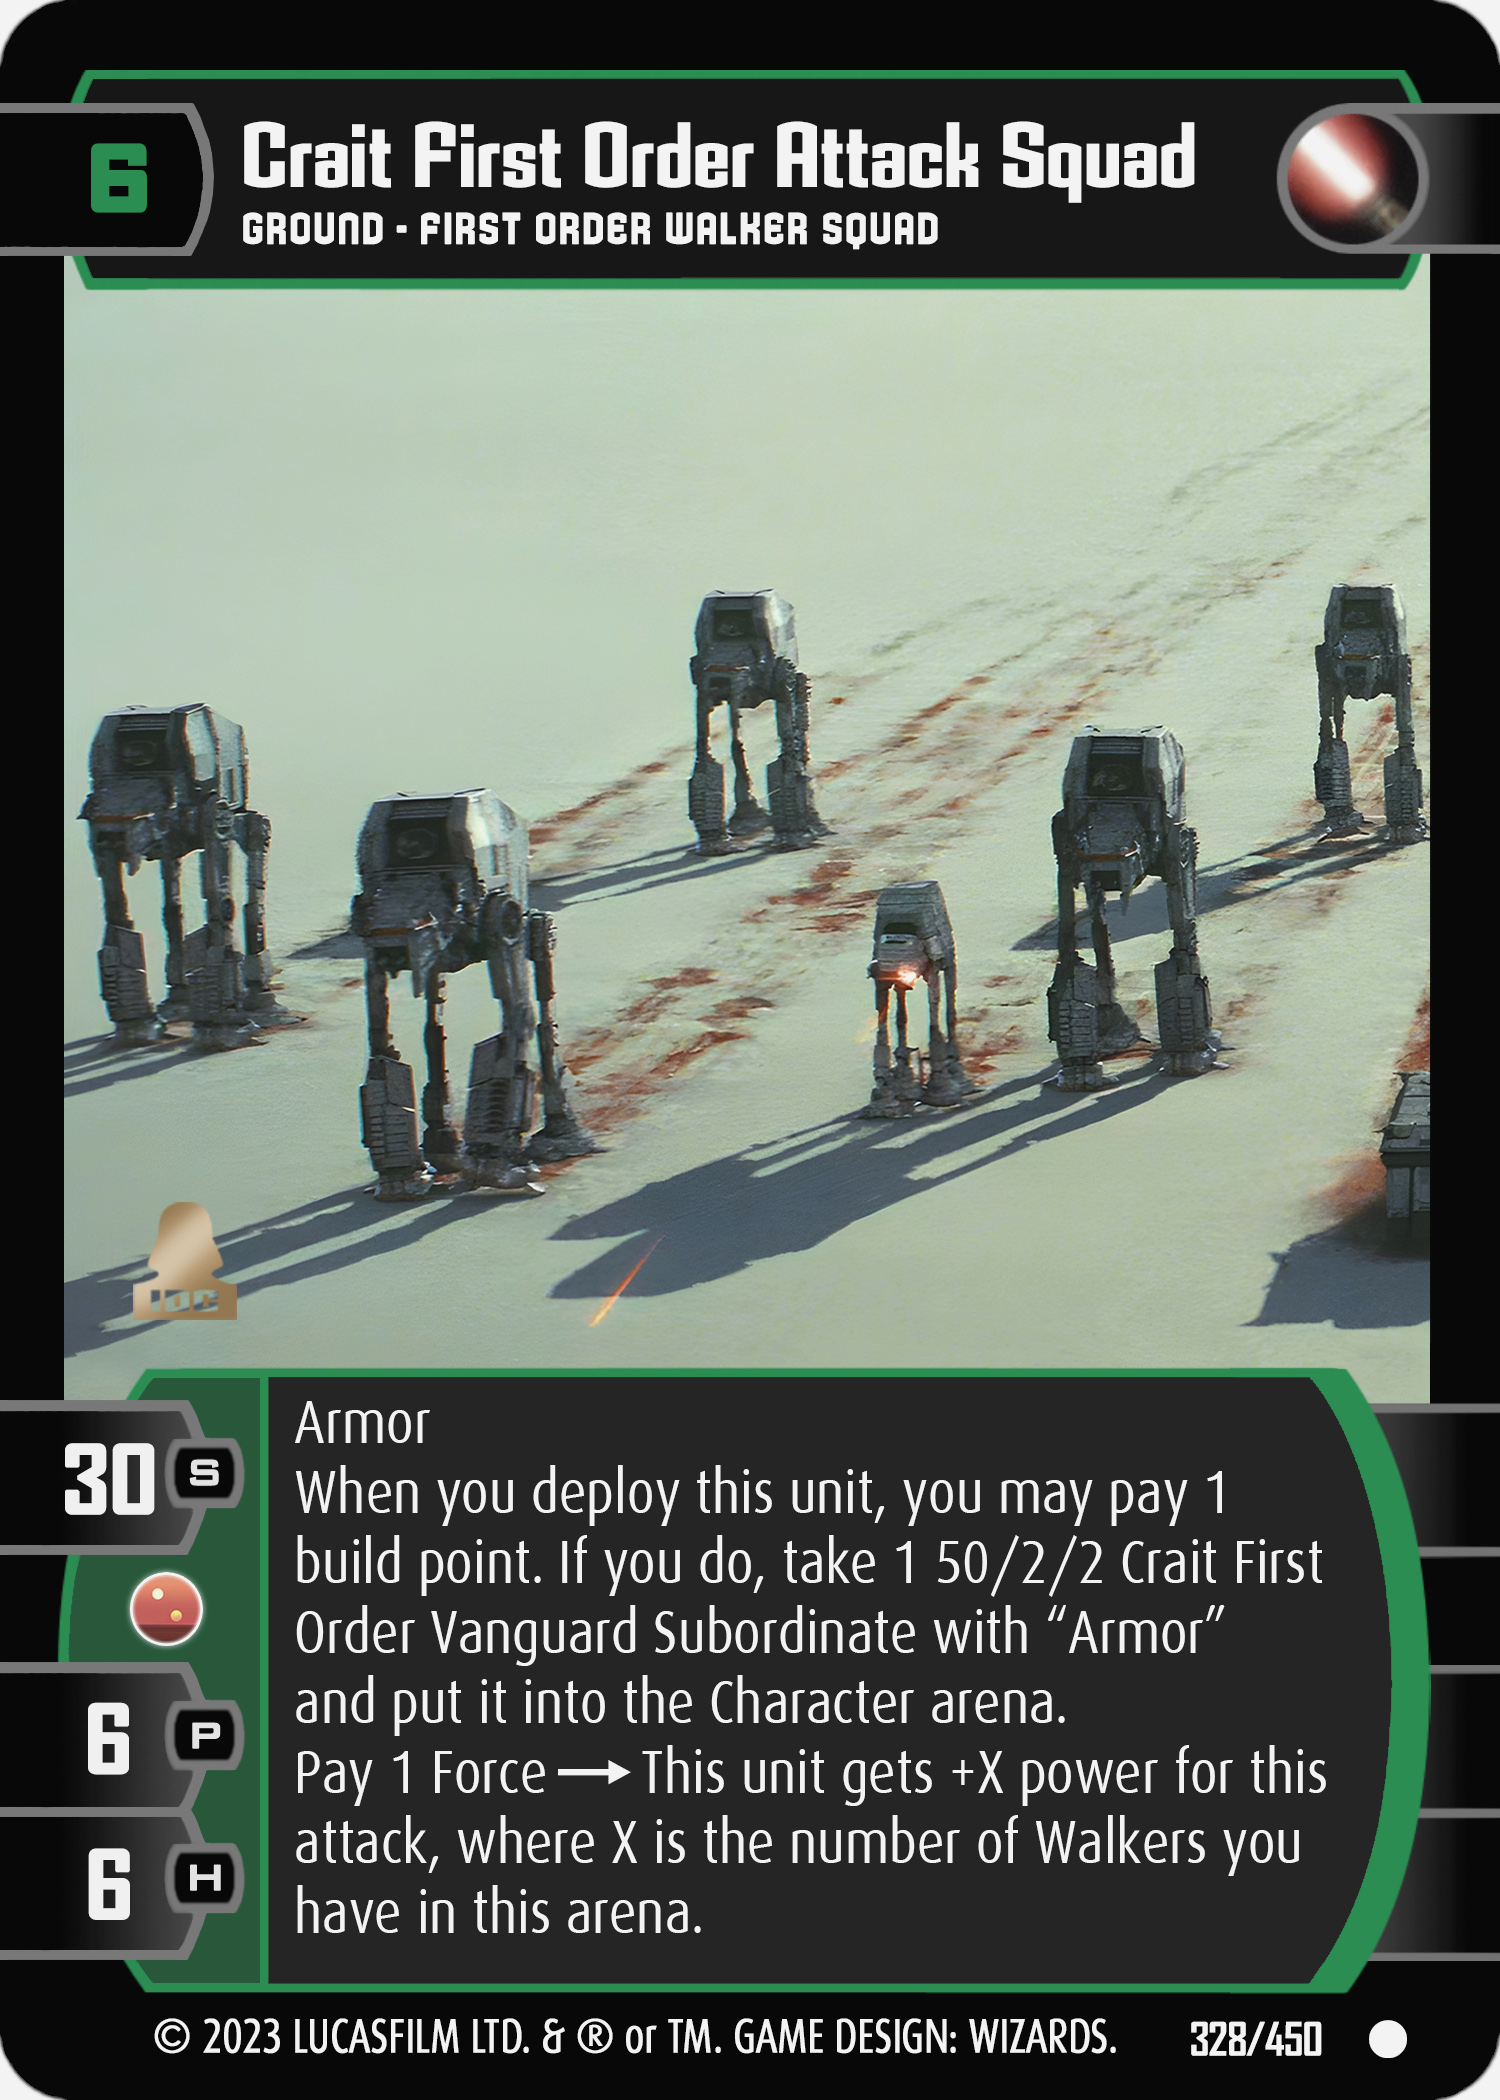 6
Crait First Order Attack Squad
GROUND - FIRST ORDER WALKER SQUAD
IDC
30 S
6 P
6 H
Armor
When you deploy this unit, you may pay 1
build point. If you do, take 1 50/2/2 Crait First
Order Vanguard Subordinate with “Armor”
and put it into the Character arena.
Pay 1 Force → This unit gets +X power for this
attack, where X is the number of Walkers you
have in this arena.
© 2023 LUCASFILM LTD. & ® or TM. GAME DESIGN: WIZARDS.
328/450